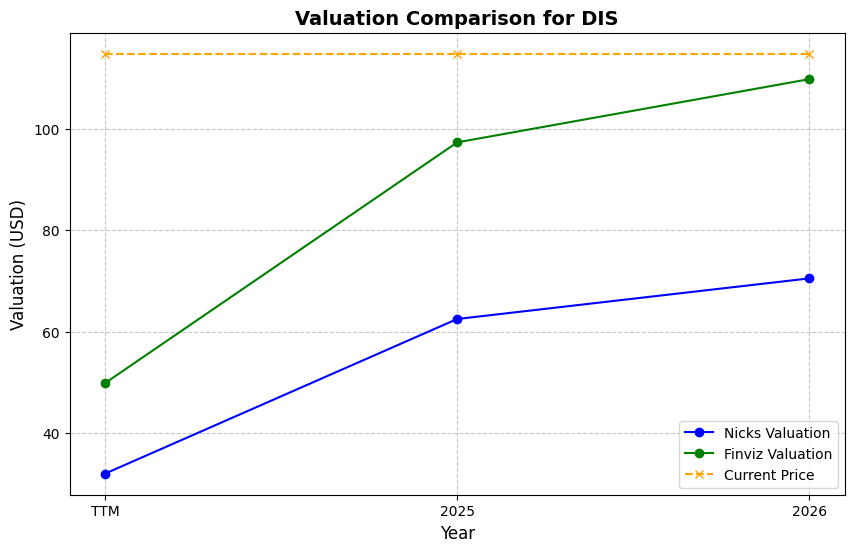 Valuation Comparison for DIS
Valuation (USD)
100
80
60
40
TTM
2025
2026
Year
Nicks Valuation
Finviz Valuation
Current Price